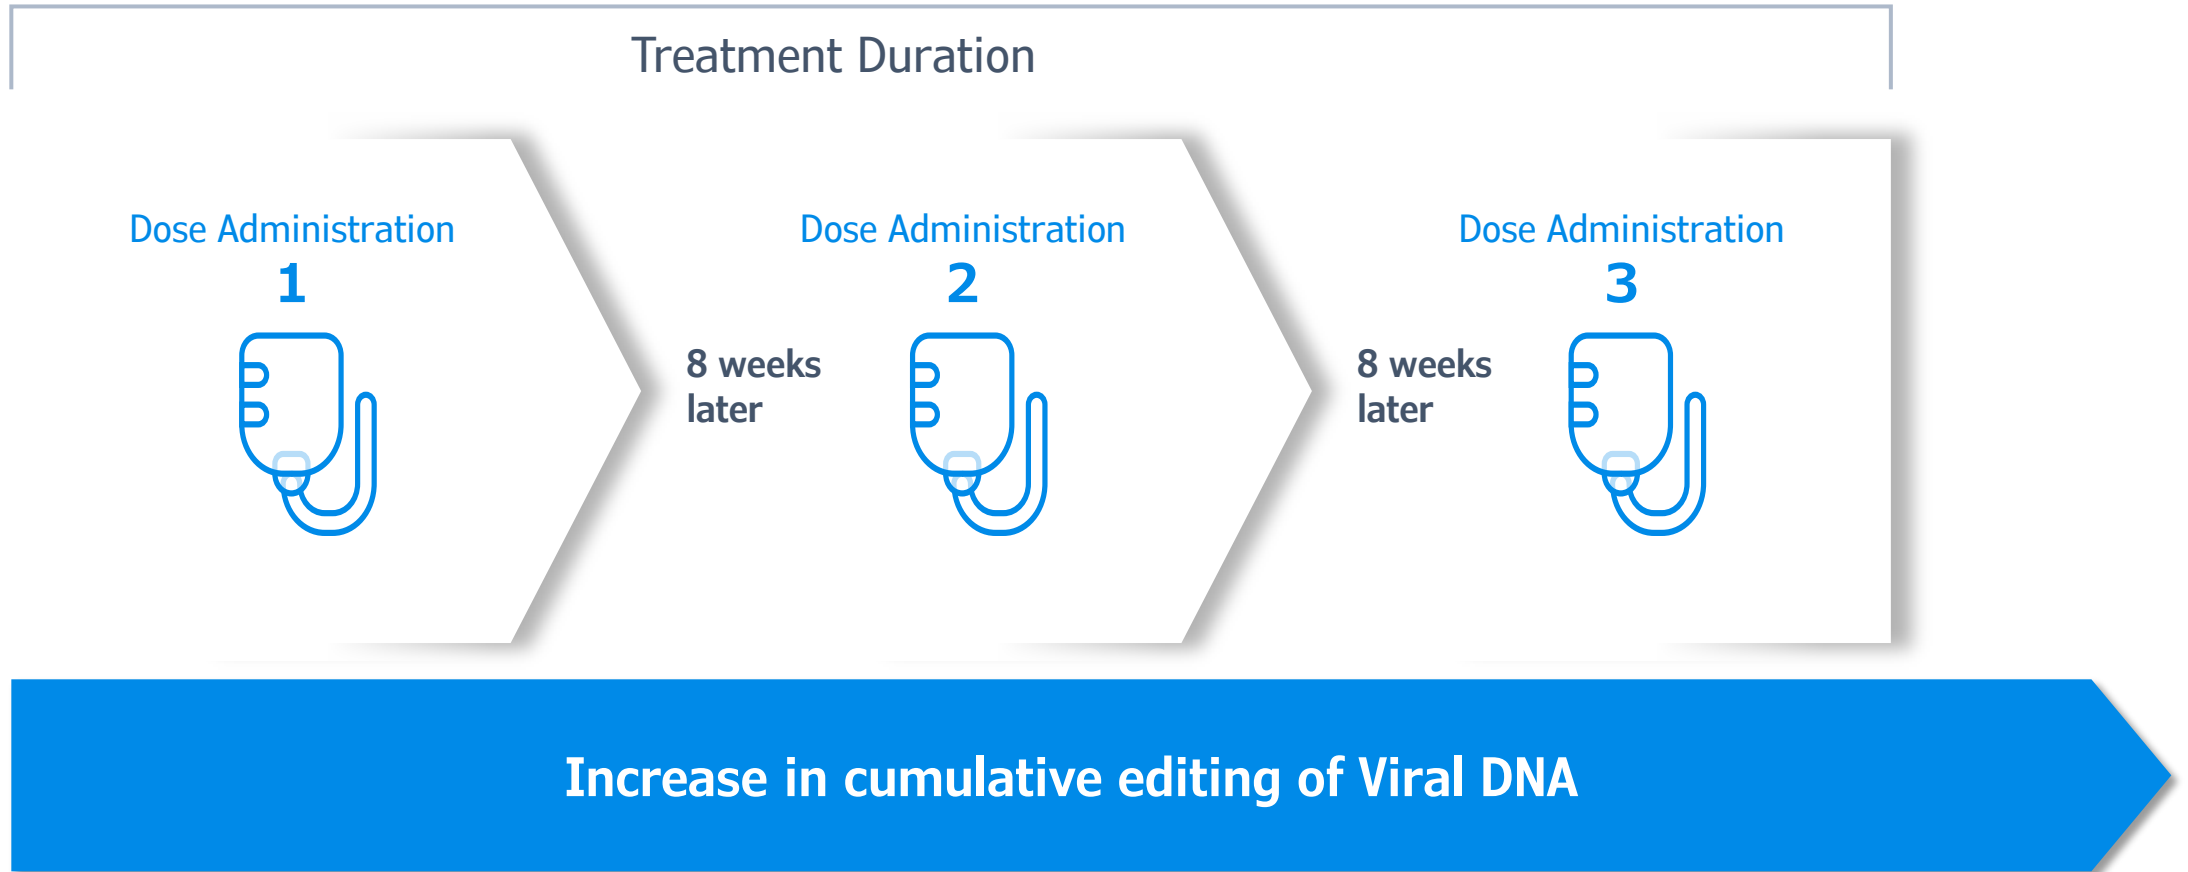 Treatment Duration
Dose Administration
1
8 weeks
later
Dose Administration
2
8 weeks
later
Dose Administration
3
Increase in cumulative editing of Viral DNA